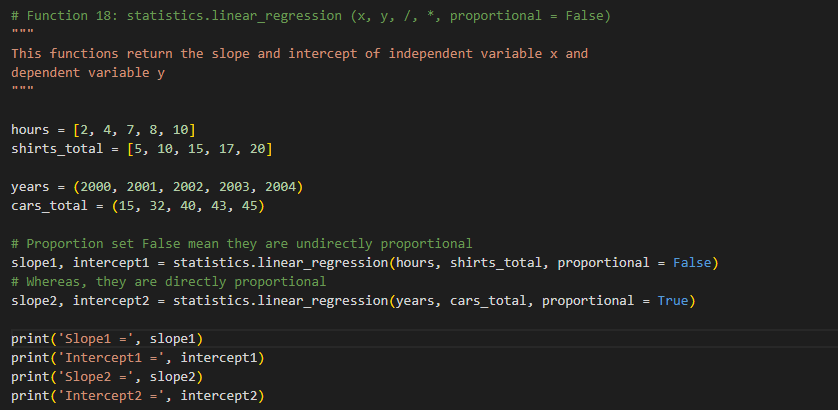 # Function 18: statistics.linear_regression (x, y, /, *, proportional = False)
"""
This functions return the slope and intercept of independent variable x and
dependent variable y
"""
hours = [2, 4, 7, 8, 10]
shirts_total = [5, 10, 15, 17, 20]
years = (2000, 2001, 2002, 2003, 2004)
cars_total = (15, 32, 40, 43, 45)
# Proportion set False mean they are undirectly proportional
slope1, intercept1 = statistics.linear_regression(hours, shirts_total, proportional = False)
# Whereas, they are directly proportional
slope2, intercept2 = statistics.linear_regression(years, cars_total, proportional = True)
print('Slope1 =', slope1)
print('Intercept1 =', intercept1)
print('Slope2 =', slope2)
print('Intercept2 =', intercept2)